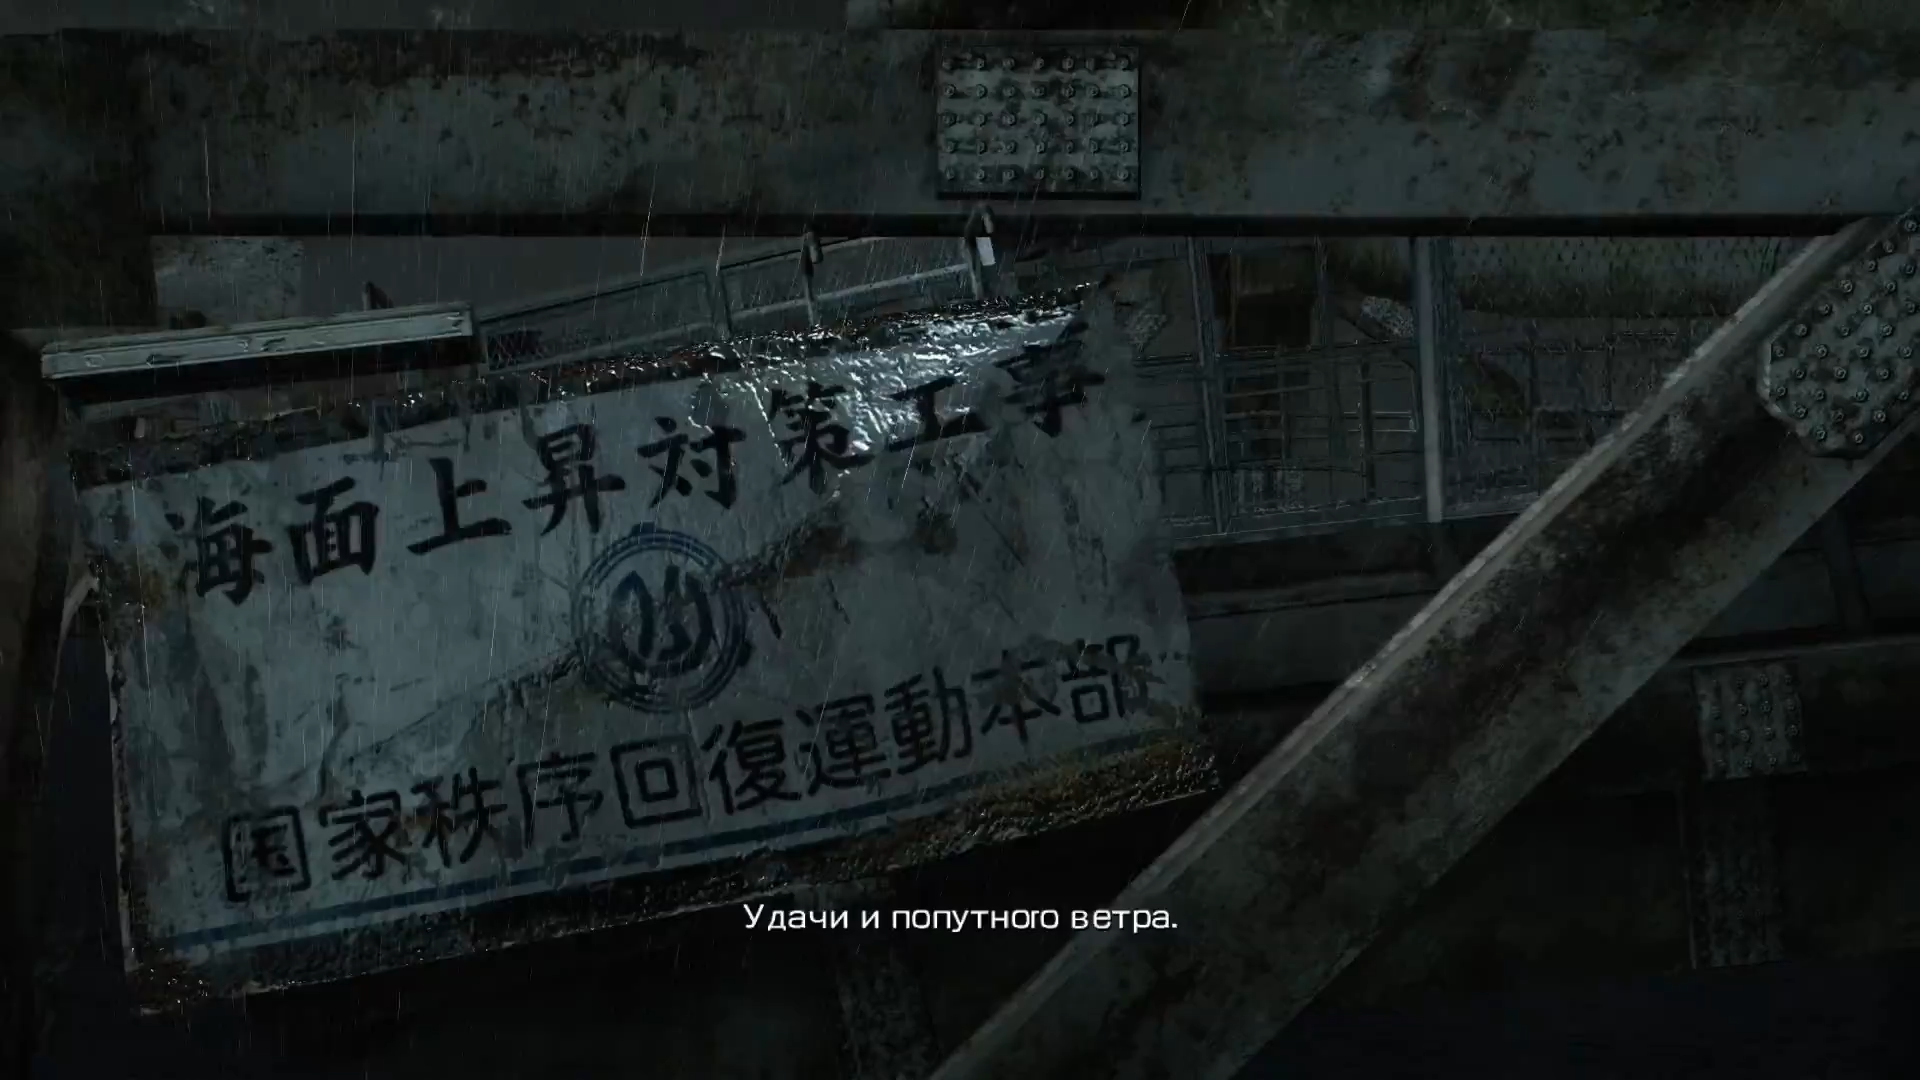 海面上昇対策工事
国家秩序回復運動本部
Удачи и попутного ветра.